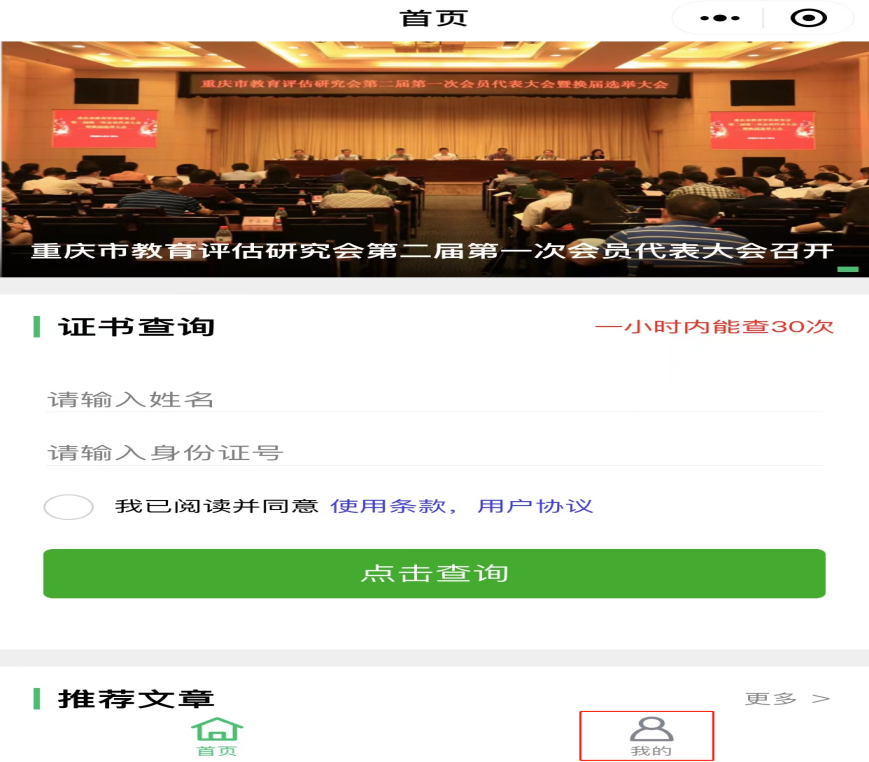 首页
重庆市教育评估研究会第二届第一次会员代表大会暨换届选举大会
重庆市教育评估研究会第二届第一次会员代表大会召开
证书查询
一小时内能查30次
请输入姓名
请输入身份证号
我已阅读并同意 使用条款，用户协议
点击查询
推荐文章
更多 >
首页
我的